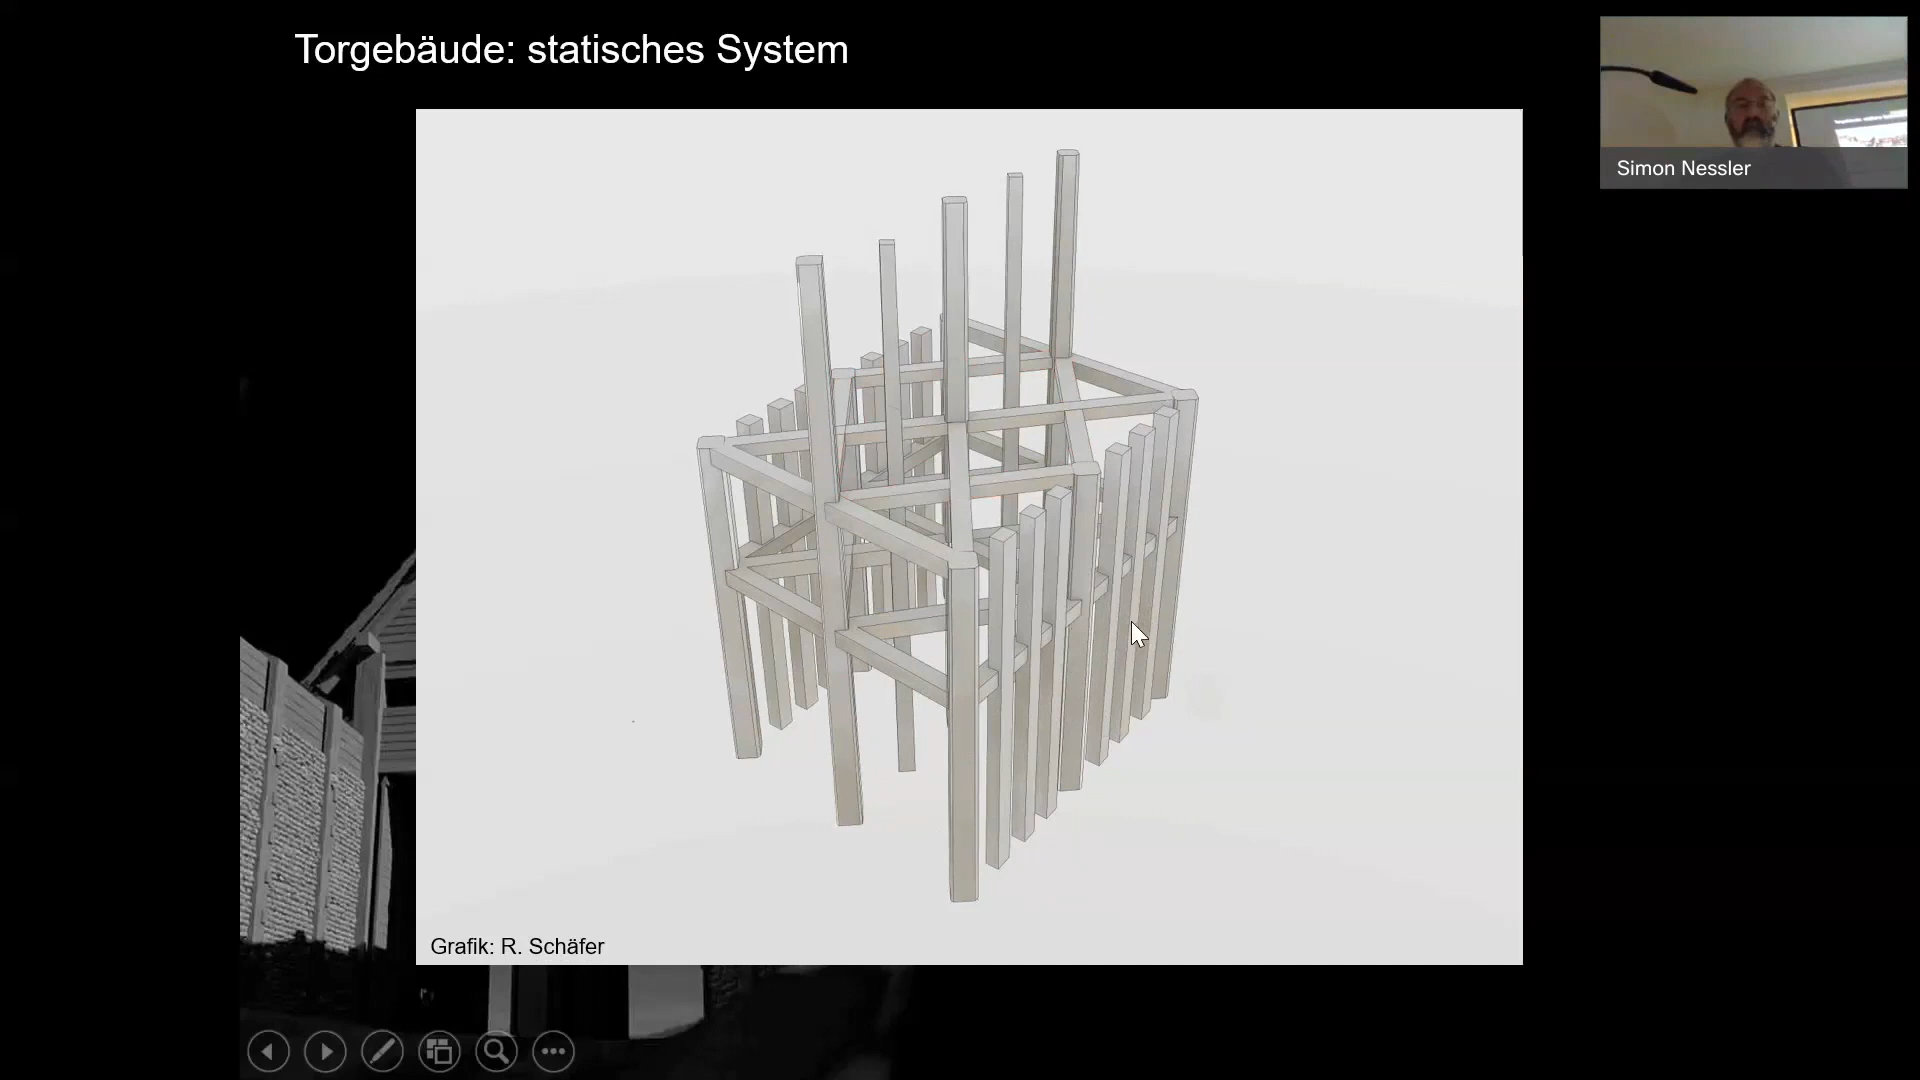 Torgebäude: statisches System
Simon Nessler
Grafik: R. Schäfer